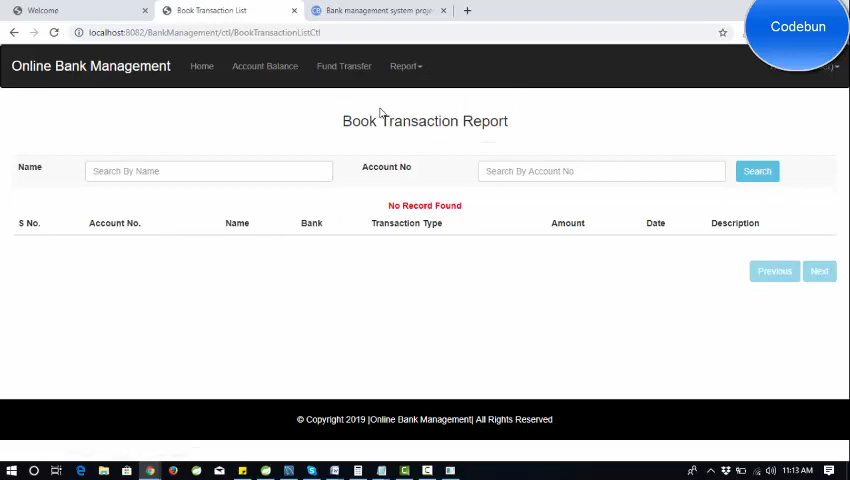 Welcome
Book Transaction List
Bank management system proje
localhost:8082/BankManagement/ctl/BookTransactionListCtl
Codebun
Online Bank Management Home Account Balance Fund Transfer Report
Book Transaction Report
Name Search By Name Account No Search By Account No Search
No Record Found
S No. Account No. Name Bank Transaction Type Amount Date Description
Previous Next
© Copyright 2019 |Online Bank Management| All Rights Reserved
11:13 AM